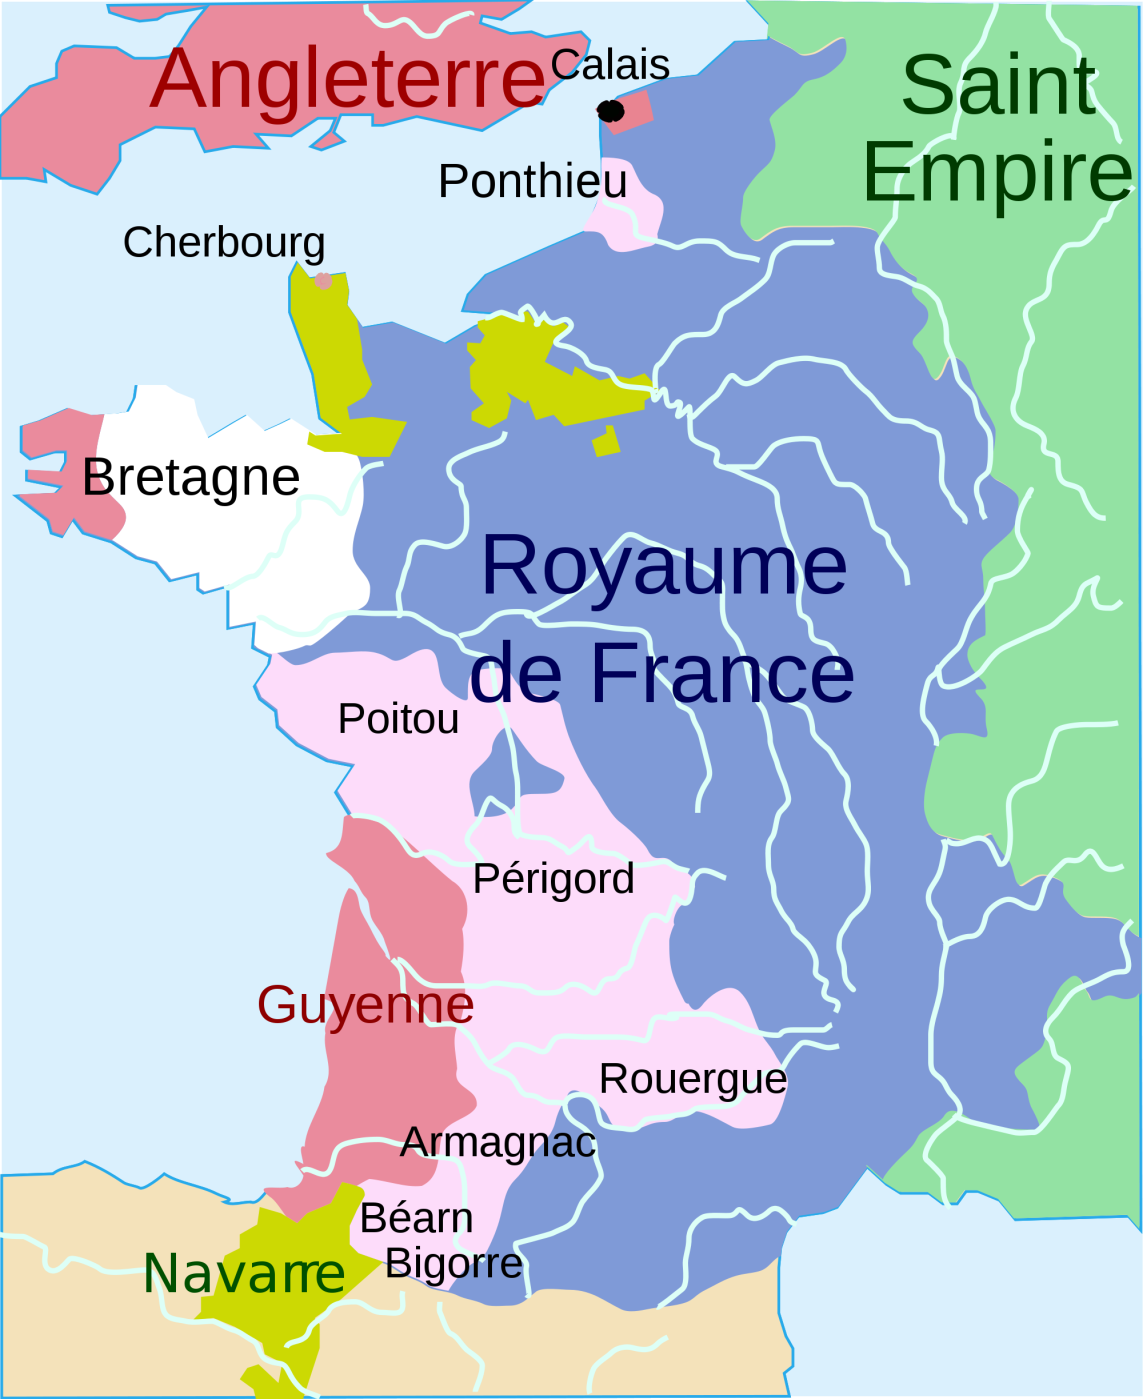 Angleterre
Calais
Saint
Empire
Ponthieu
Cherbourg
Bretagne
Royaume
de France
Poitou
Périgord
Guyenne
Rouergue
Armagnac
Béarn
Bigorre
Navarre